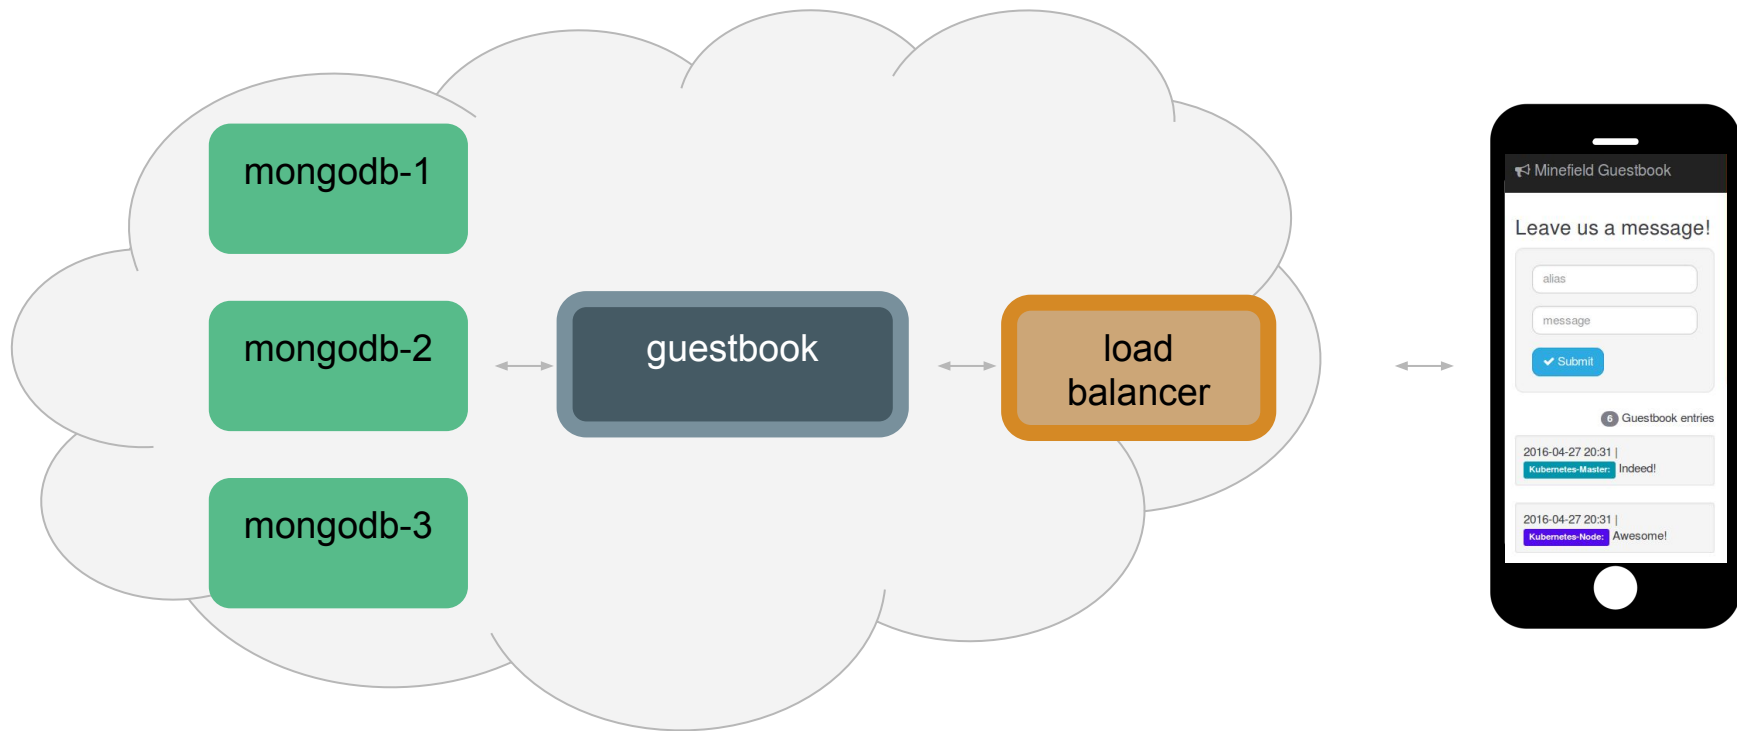 mongodb-1
mongodb-2
mongodb-3
guestbook
load
balancer
Minefield Guestbook
Leave us a message!
alias
message
Submit
6 Guestbook entries
2016-04-27 20:31 |
Kubernetes-Master: Indeed!
2016-04-27 20:31 |
Kubernetes-Node: Awesome!